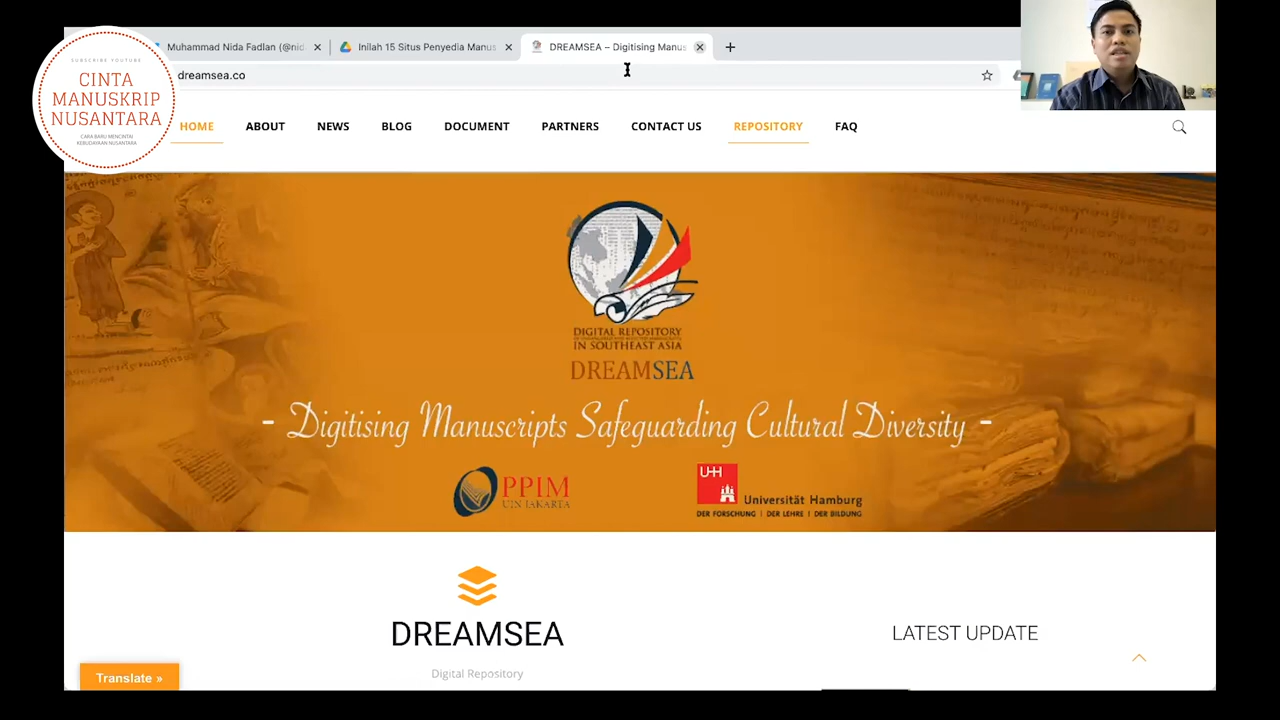 Muhammad Nida Fadlan (@nid
Inilah 15 Situs Penyedia Manus
DREAMSEA – Digitising Manus
dreamsea.co
SUBSCRIBE YOUTUBE
CINTA
MANUSKRIP
NUSANTARA
CARA BARU MENCINTAI
KEBUDAYAAN NUSANTARA
HOME
ABOUT
NEWS
BLOG
DOCUMENT
PARTNERS
CONTACT US
REPOSITORY
FAQ
DIGITAL REPOSITORY
IN SOUTHEAST ASIA
DREAMSEA
- Digitising Manuscripts Safeguarding Cultural Diversity -
PPIM
UIN JAKARTA
UHH
Universität Hamburg
DER FORSCHUNG | DER LEHRE | DER BILDUNG
DREAMSEA
Digital Repository
LATEST UPDATE
Translate »